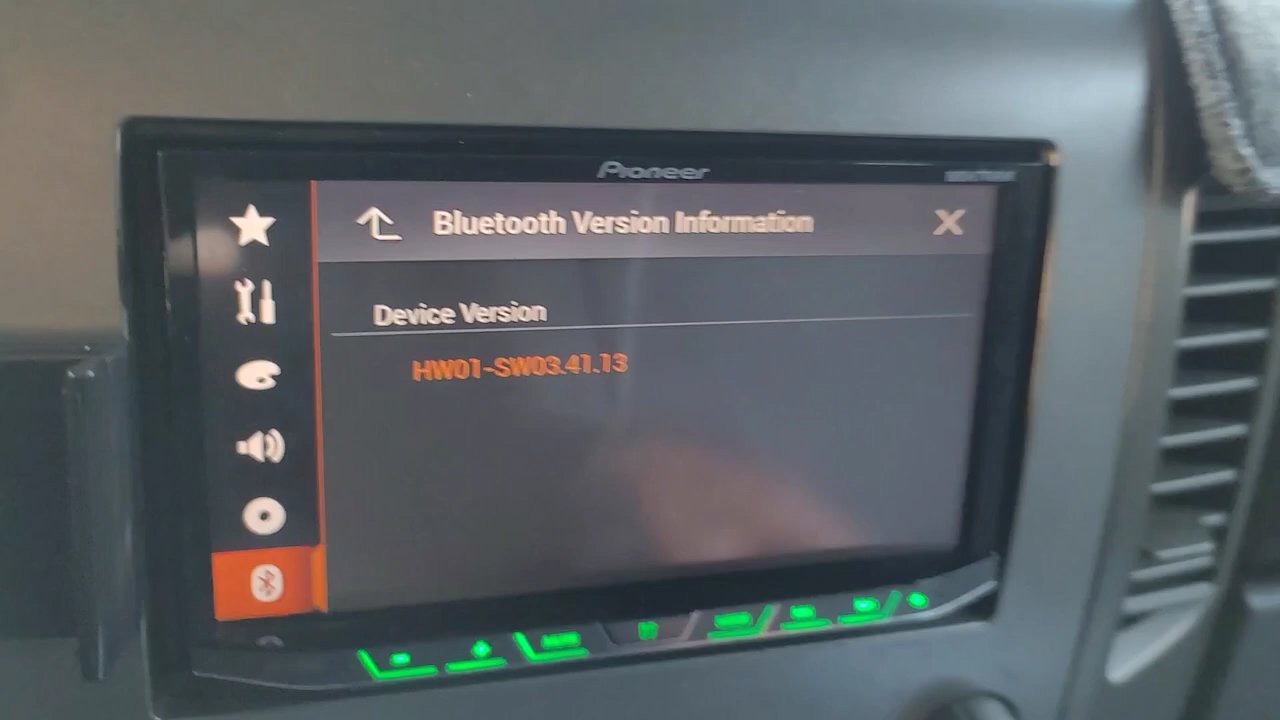 Pioneer
Bluetooth Version Information
Device Version
HW01-SW03.41.13